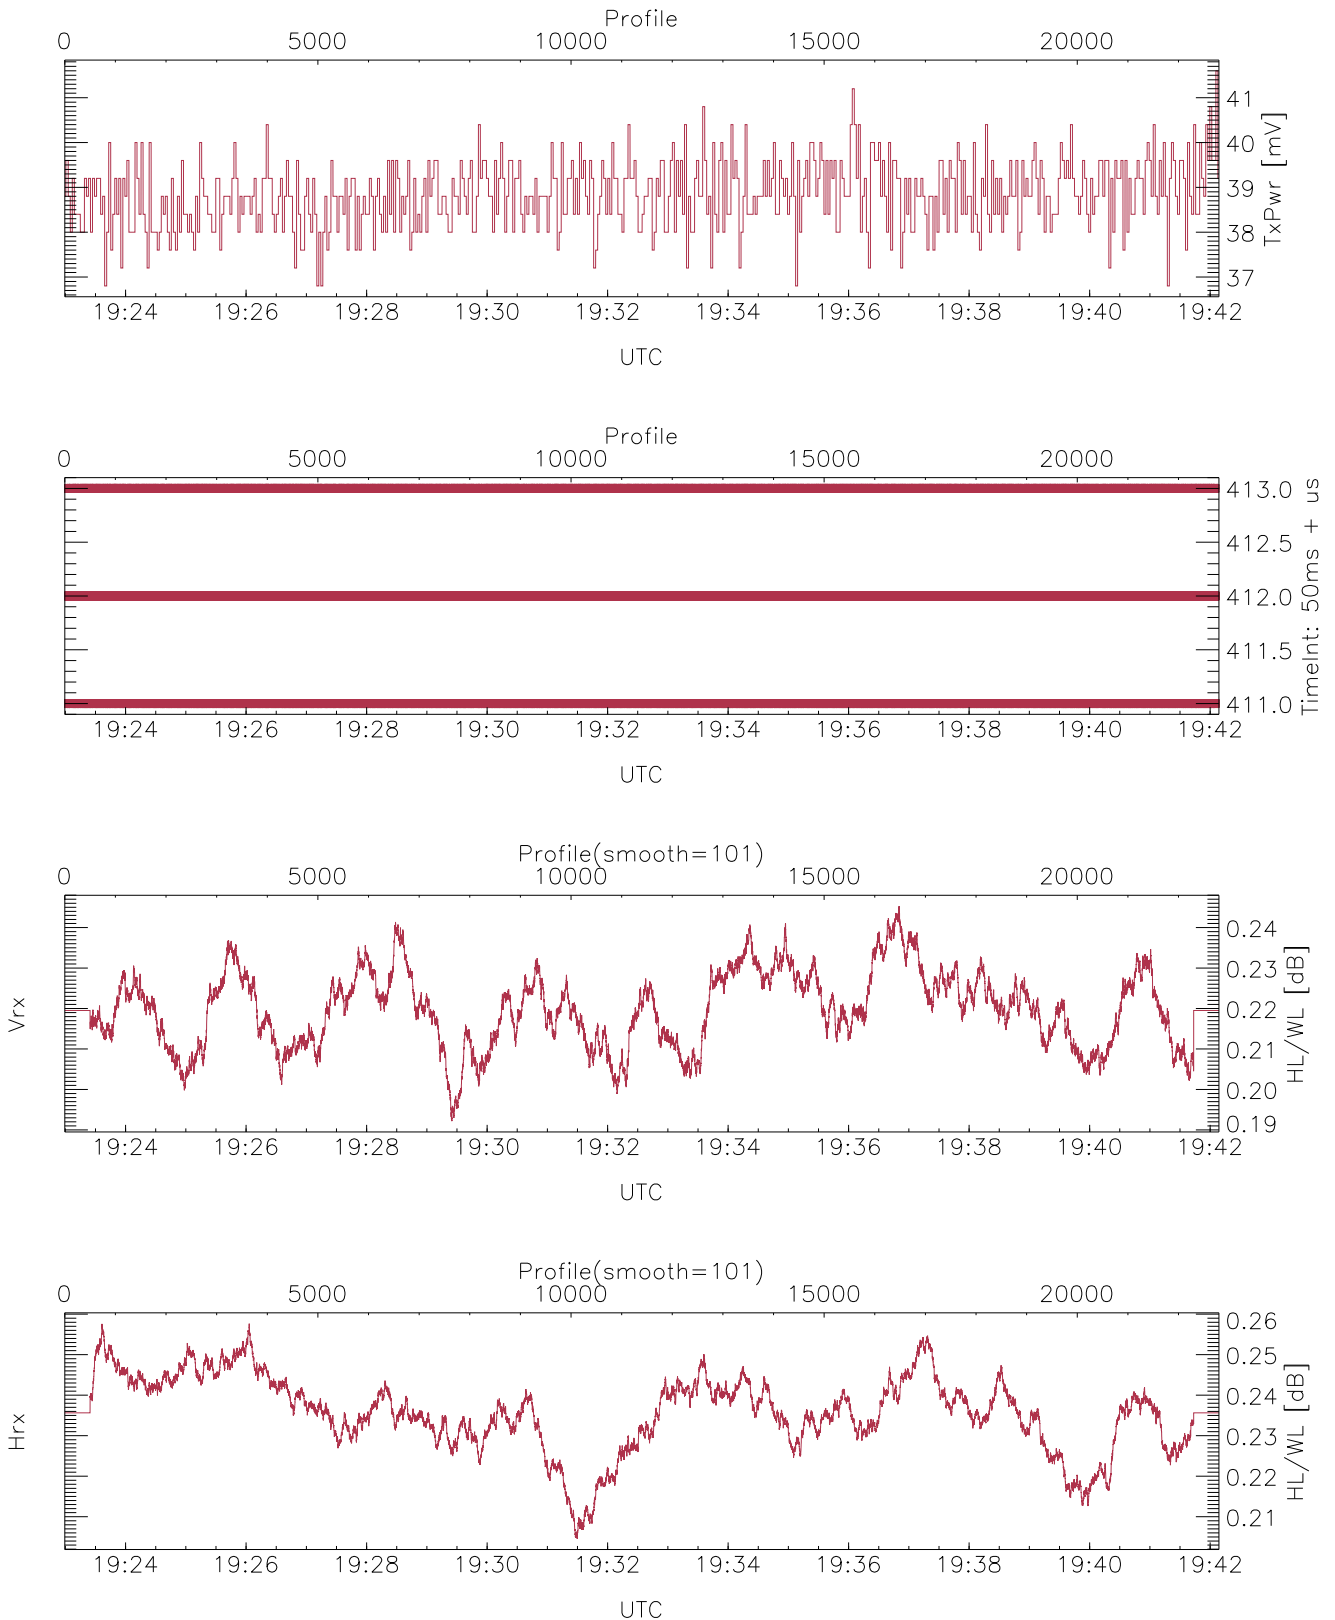 Profile
0 5000 10000 15000 20000
41
40
39
38
37
TxPwr [mV]
19:24 19:26 19:28 19:30 19:32 19:34 19:36 19:38 19:40 19:42
UTC
Profile
0 5000 10000 15000 20000
413.0
412.5
412.0
411.5
411.0
TimeInt: 50ms + us
19:24 19:26 19:28 19:30 19:32 19:34 19:36 19:38 19:40 19:42
UTC
Profile(smooth=101)
0 5000 10000 15000 20000
Vrx
0.24
0.23
0.22
0.21
0.20
0.19
HL/WL [dB]
19:24 19:26 19:28 19:30 19:32 19:34 19:36 19:38 19:40 19:42
UTC
Profile(smooth=101)
0 5000 10000 15000 20000
Hrx
0.26
0.25
0.24
0.23
0.22
0.21
HL/WL [dB]
19:24 19:26 19:28 19:30 19:32 19:34 19:36 19:38 19:40 19:42
UTC